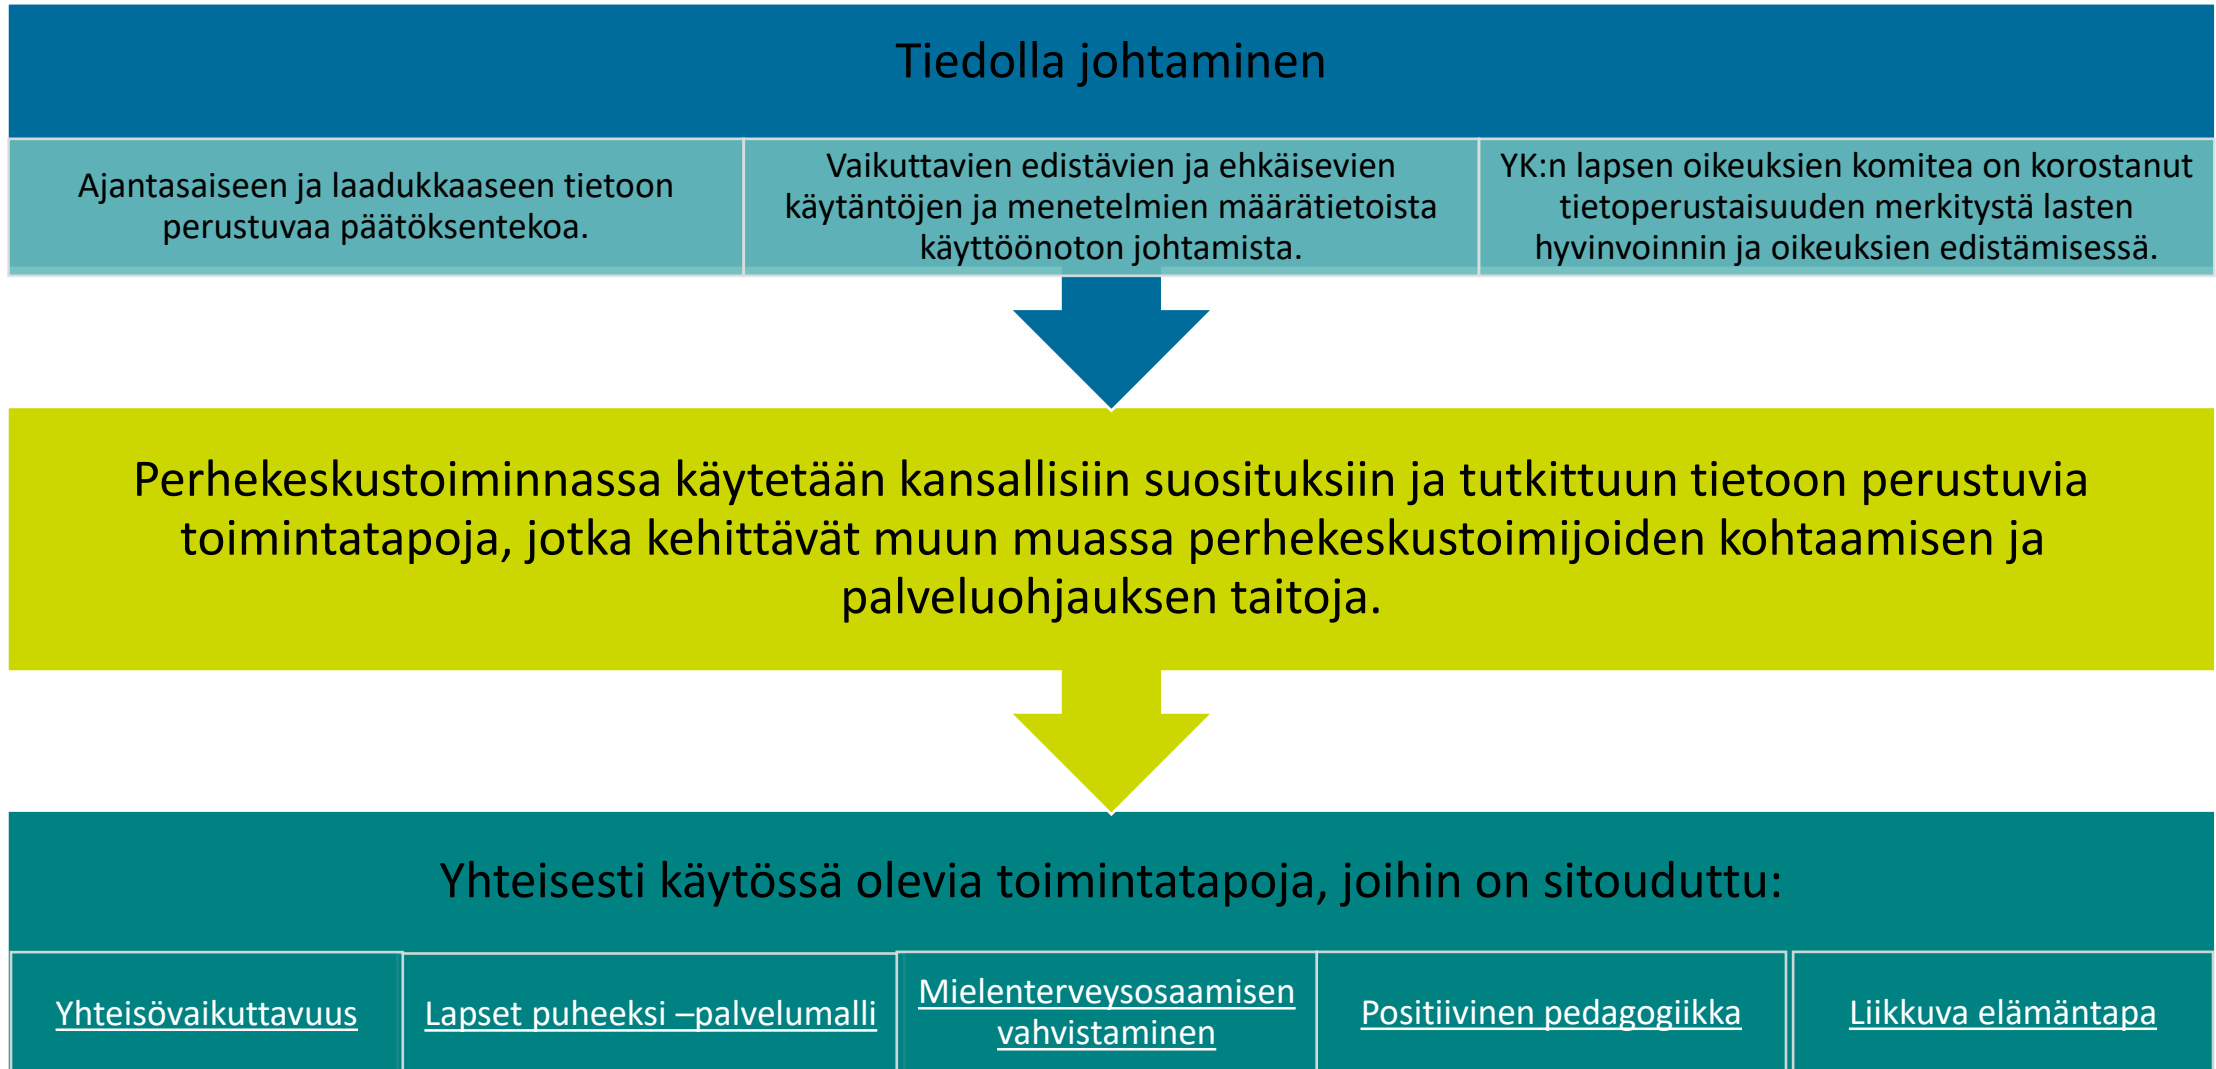 Tiedolla johtaminen
Ajantasaiseen ja laadukkaaseen tietoon
perustuvaa päätöksentekoa.
Vaikuttavien edistävien ja ehkäisevien
käytäntöjen ja menetelmien määrätietoista
käyttöönoton johtamista.
YK:n lapsen oikeuksien komitea on korostanut
tietoperustaisuuden merkitystä lasten
hyvinvoinnin ja oikeuksien edistämisessä.
Perhekeskustoiminnassa käytetään kansallisiin suosituksiin ja tutkittuun tietoon perustuvia
toimintatapoja, jotka kehittävät muun muassa perhekeskustoimijoiden kohtaamisen ja
palveluohjauksen taitoja.
Yhteisesti käytössä olevia toimintatapoja, joihin on sitouduttu:
Yhteisövaikuttavuus
Lapset puheeksi –palvelumalli
Mielenterveysosaamisen
vahvistaminen
Positiivinen pedagogiikka
Liikkuva elämäntapa